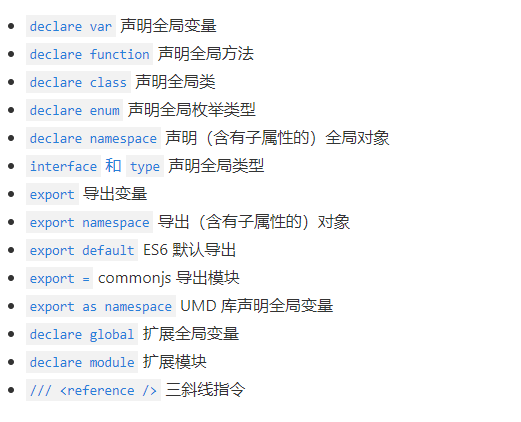 declare var 声明全局变量
declare function 声明全局方法
declare class 声明全局类
declare enum 声明全局枚举类型
declare namespace 声明（含有子属性的）全局对象
interface 和 type 声明全局类型
export 导出变量
export namespace 导出（含有子属性的）对象
export default ES6 默认导出
export = commonjs 导出模块
export as namespace UMD 库声明全局变量
declare global 扩展全局变量
declare module 扩展模块
/// <reference /> 三斜线指令